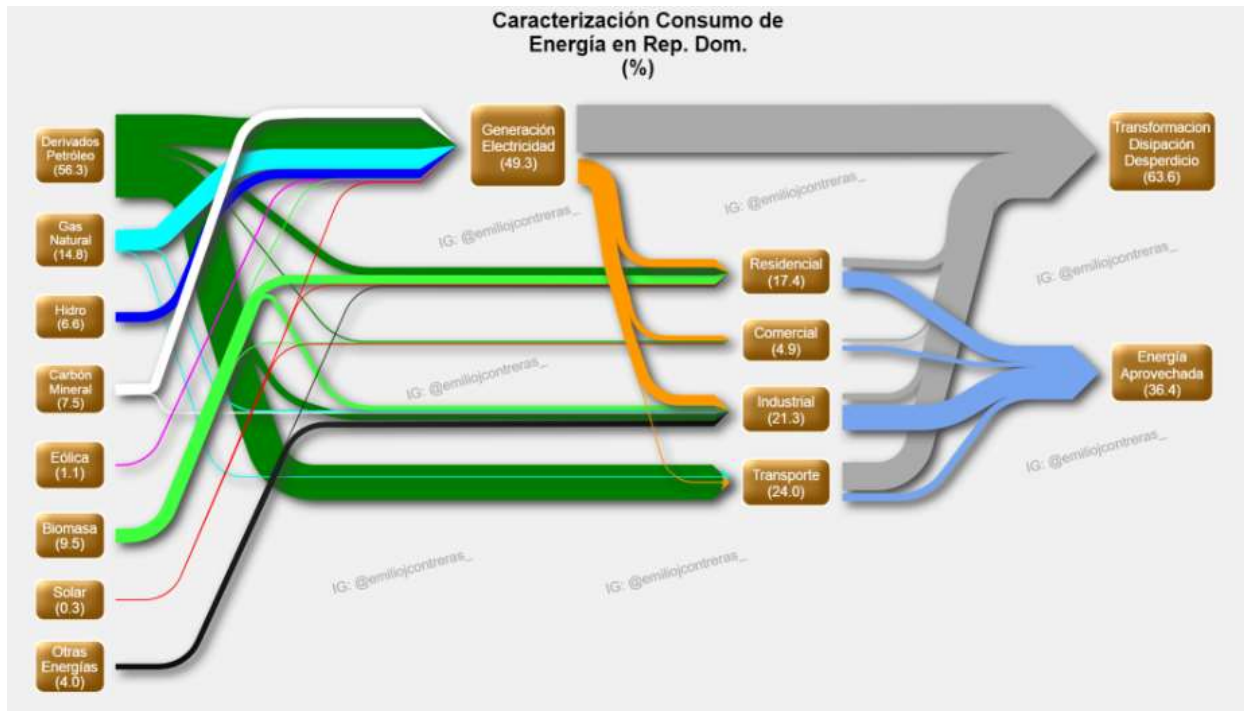 Caracterización Consumo de
Energía en Rep. Dom.
(%)
Derivados
Petróleo
(56.3)
Gas
Natural
(14.8)
Hidro
(6.6)
Carbón
Mineral
(7.5)
Eólica
(1.1)
Biomasa
(9.5)
Solar
(0.3)
Otras
Energías
(4.0)
Generación
Electricidad
(49.3)
Residencial
(17.4)
Comercial
(4.9)
Industrial
(21.3)
Transporte
(24.0)
Transformacion
Disipación
Desperdicio
(63.6)
Energía
Aprovechada
(36.4)
IG: @emiliojcontreras_
IG: @emiliojcontreras_
IG: @emiliojcontreras_
IG: @emiliojcontreras_
IG: @emiliojcontreras_
IG: @emiliojcontreras_
IG: @emiliojcontreras_